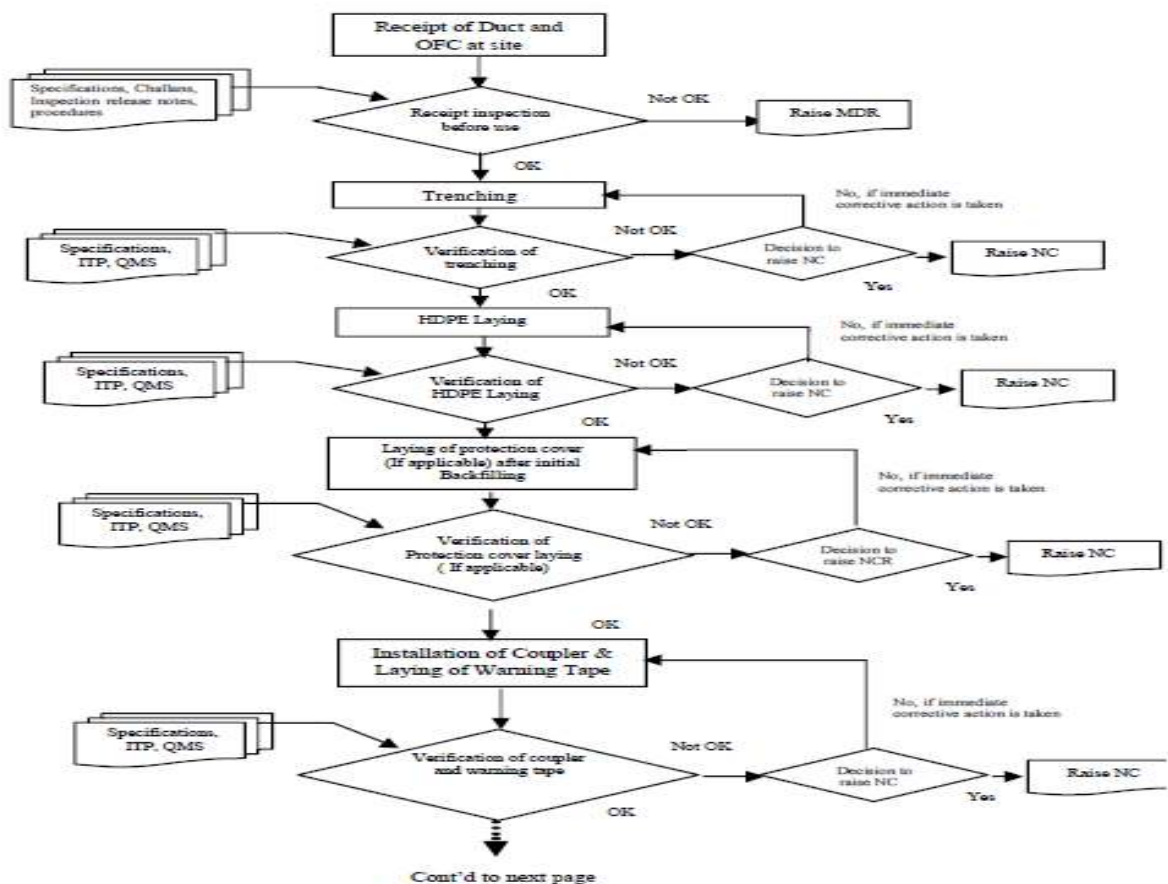 Receipt of Duct and
OFC at site
Specifications, Challans,
Inspection release notes,
procedures
Receipt inspection
before use
Not OK
Raise MDR
OK
Trenching
No, if immediate
corrective action is taken
Specifications,
ITP, QMS
Verification of
trenching
Not OK
Decision to
raise NC
Raise NC
Yes
OK
HDPE Laying
No, if immediate
corrective action is taken
Specifications,
ITP, QMS
Verification of
HDPE Laying
Not OK
Decision to
raise NC
Raise NC
Yes
OK
Laying of protection cover
(If applicable) after initial
Backfilling
No, if immediate
corrective action is taken
Specifications,
ITP, QMS
Verification of
Protection cover laying
( If applicable)
Not OK
Decision to
raise NCR
Raise NC
Yes
OK
Installation of Coupler &
Laying of Warning Tape
No, if immediate
corrective action is taken
Specifications,
ITP, QMS
Verification of coupler
and warning tape
Not OK
Decision to
raise NC
Raise NC
Yes
OK
Cont'd to next page